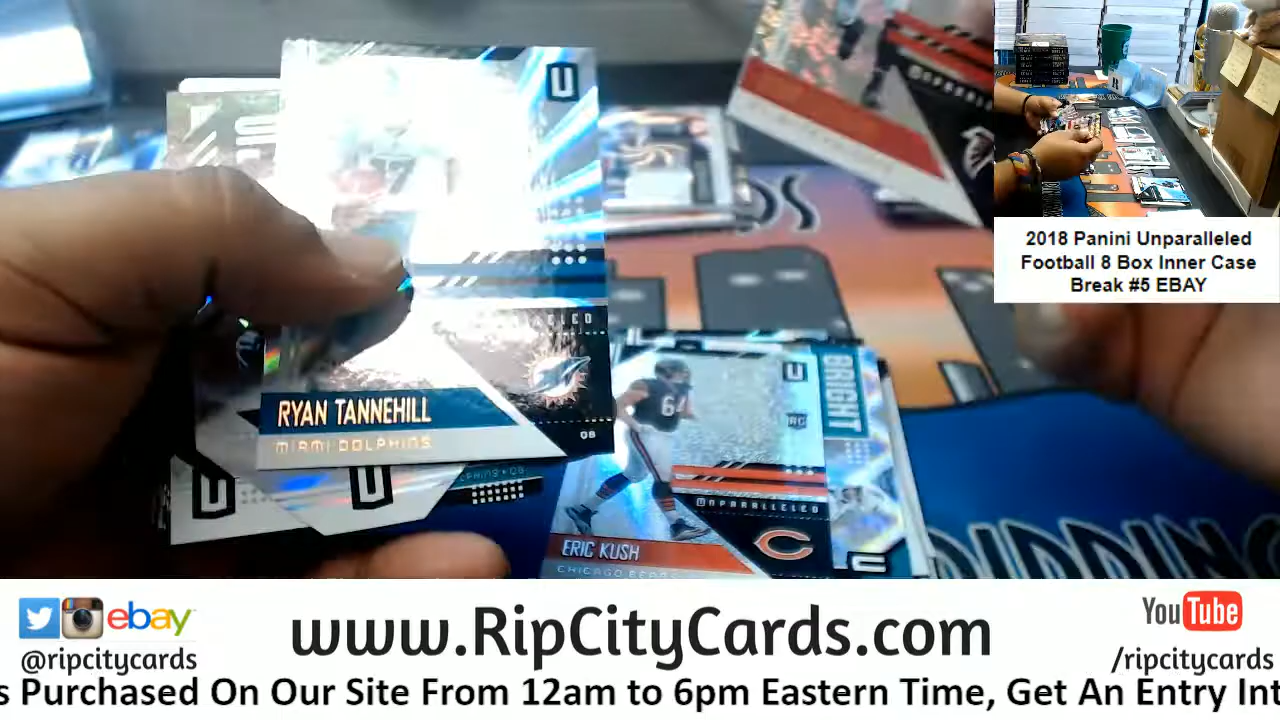 U
RYAN TANNEHILL
MIAMI DOLPHINS
QB
U
U
64
U
BRIGHT
UNPARALLELED
ERIC KUSH
CHICAGO BEARS
2018 Panini Unparalleled
Football 8 Box Inner Case
Break #5 EBAY
ebay
@ripcitycards
www.RipCityCards.com
YouTube
/ripcitycards
s Purchased On Our Site From 12am to 6pm Eastern Time, Get An Entry Int